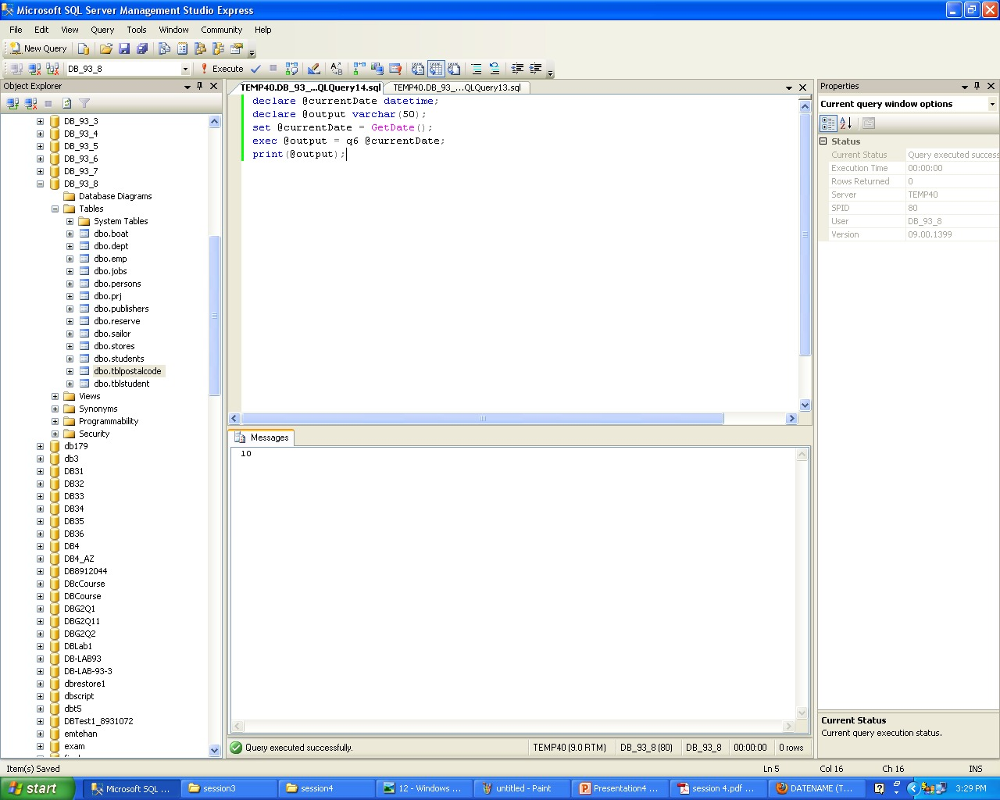 Microsoft SQL Server Management Studio Express
File Edit View Query Tools Window Community Help
New Query
DB_93_8
Execute
Object Explorer
DB_93_3
DB_93_4
DB_93_5
DB_93_6
DB_93_7
DB_93_8
Database Diagrams
Tables
System Tables
dbo.boat
dbo.dept
dbo.emp
dbo.jobs
dbo.persons
dbo.prj
dbo.publishers
dbo.reserve
dbo.sailor
dbo.stores
dbo.students
dbo.tblpostalcode
dbo.tblstudent
Views
Synonyms
Programmability
Security
db179
db3
DB31
DB32
DB33
DB34
DB35
DB36
DB4
DB4_AZ
DB8912044
DBcCourse
DBCourse
DBG2Q1
DBG2Q11
DBG2Q2
DBLab1
DB-LAB93
DB-LAB-93-3
dbrestore1
dbscript
dbt5
DBTest1_8931072
emtehan
exam
TEMP40.DB_93_...QLQuery14.sql TEMP40.DB_93_...QLQuery13.sql
declare @currentDate datetime;
declare @output varchar(50);
set @currentDate = GetDate();
exec @output = q6 @currentDate;
print(@output);
Messages
10
Query executed successfully. TEMP40 (9.0 RTM) DB_93_8 (80) DB_93_8 00:00:00 0 rows
Properties
Current query window options
Status
Current Status Query executed success
Execution Time 00:00:00
Rows Returned 0
Server TEMP40
SPID 80
User DB_93_8
Version 09.00.1399
Current Status
Current query execution status.
Item(s) Saved Ln 5 Col 16 Ch 16 INS
start Microsoft SQL ... session3 session4 12 - Windows ... untitled - Paint Presentation4 ... session 4.pdf ... DATENAME (T... 3:29 PM